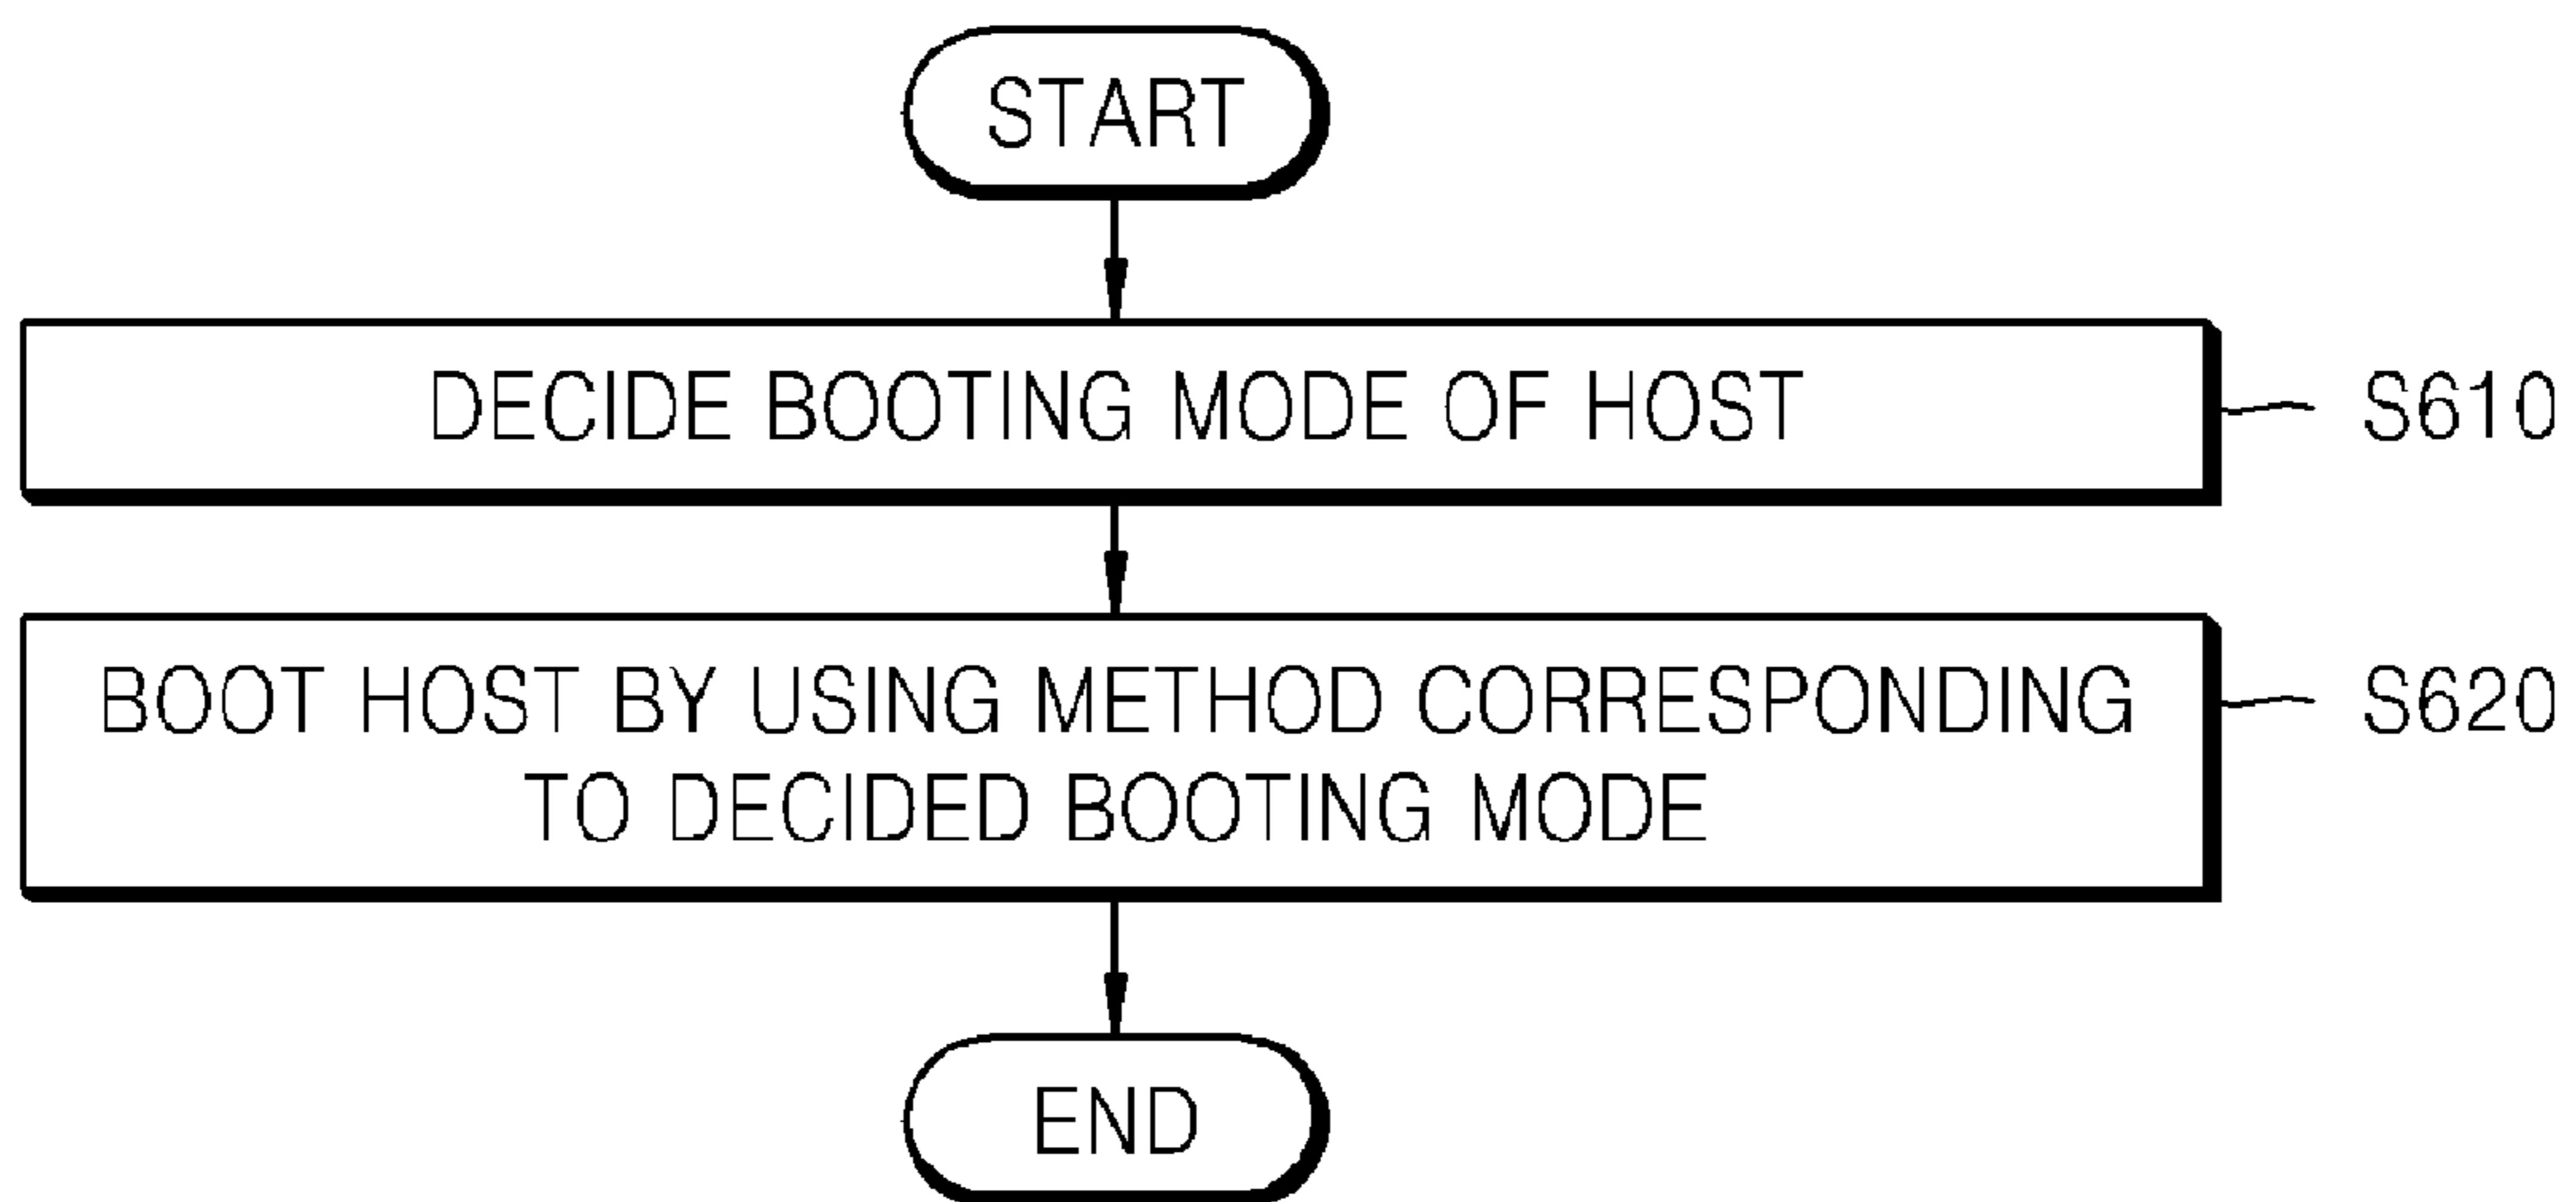 START
DECIDE BOOTING MODE OF HOST
S610
BOOT HOST BY USING METHOD CORRESPONDING
TO DECIDED BOOTING MODE
S620
END